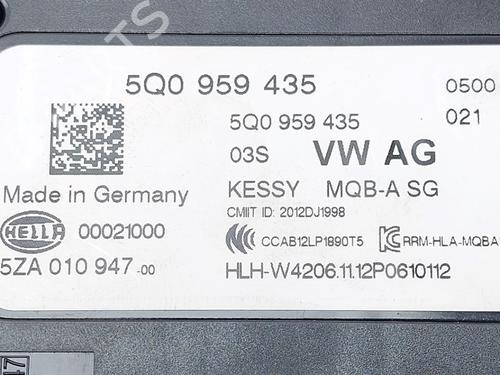 5Q0 959 435
0500
5Q0 959 435
021
03S VW AG
Made in Germany
KESSY MQB-A SG
CMIIT ID: 2012DJ1998
HELLA 00021000
CCAB12LP1890T5
RRM-HLA-MQBA
5ZA 010 947-00
HLH-W4206.11.12P0610112
47